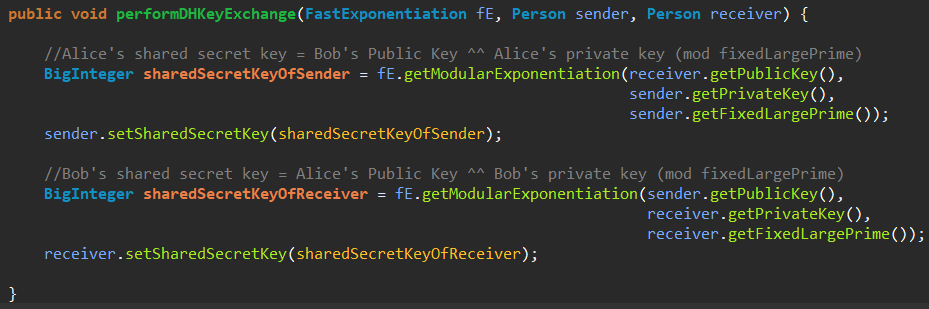 public void performDHKeyExchange(FastExponentiation fE, Person sender, Person receiver) {
//Alice's shared secret key = Bob's Public Key ^^ Alice's private key (mod fixedLargePrime)
BigInteger sharedSecretKeyOfSender = fE.getModularExponentiation(receiver.getPublicKey(),
sender.getPrivateKey(),
sender.getFixedLargePrime());
sender.setSharedSecretKey(sharedSecretKeyOfSender);
//Bob's shared secret key = Alice's Public Key ^^ Bob's private key (mod fixedLargePrime)
BigInteger sharedSecretKeyOfReceiver = fE.getModularExponentiation(sender.getPublicKey(),
receiver.getPrivateKey(),
receiver.getFixedLargePrime());
receiver.setSharedSecretKey(sharedSecretKeyOfReceiver);
}